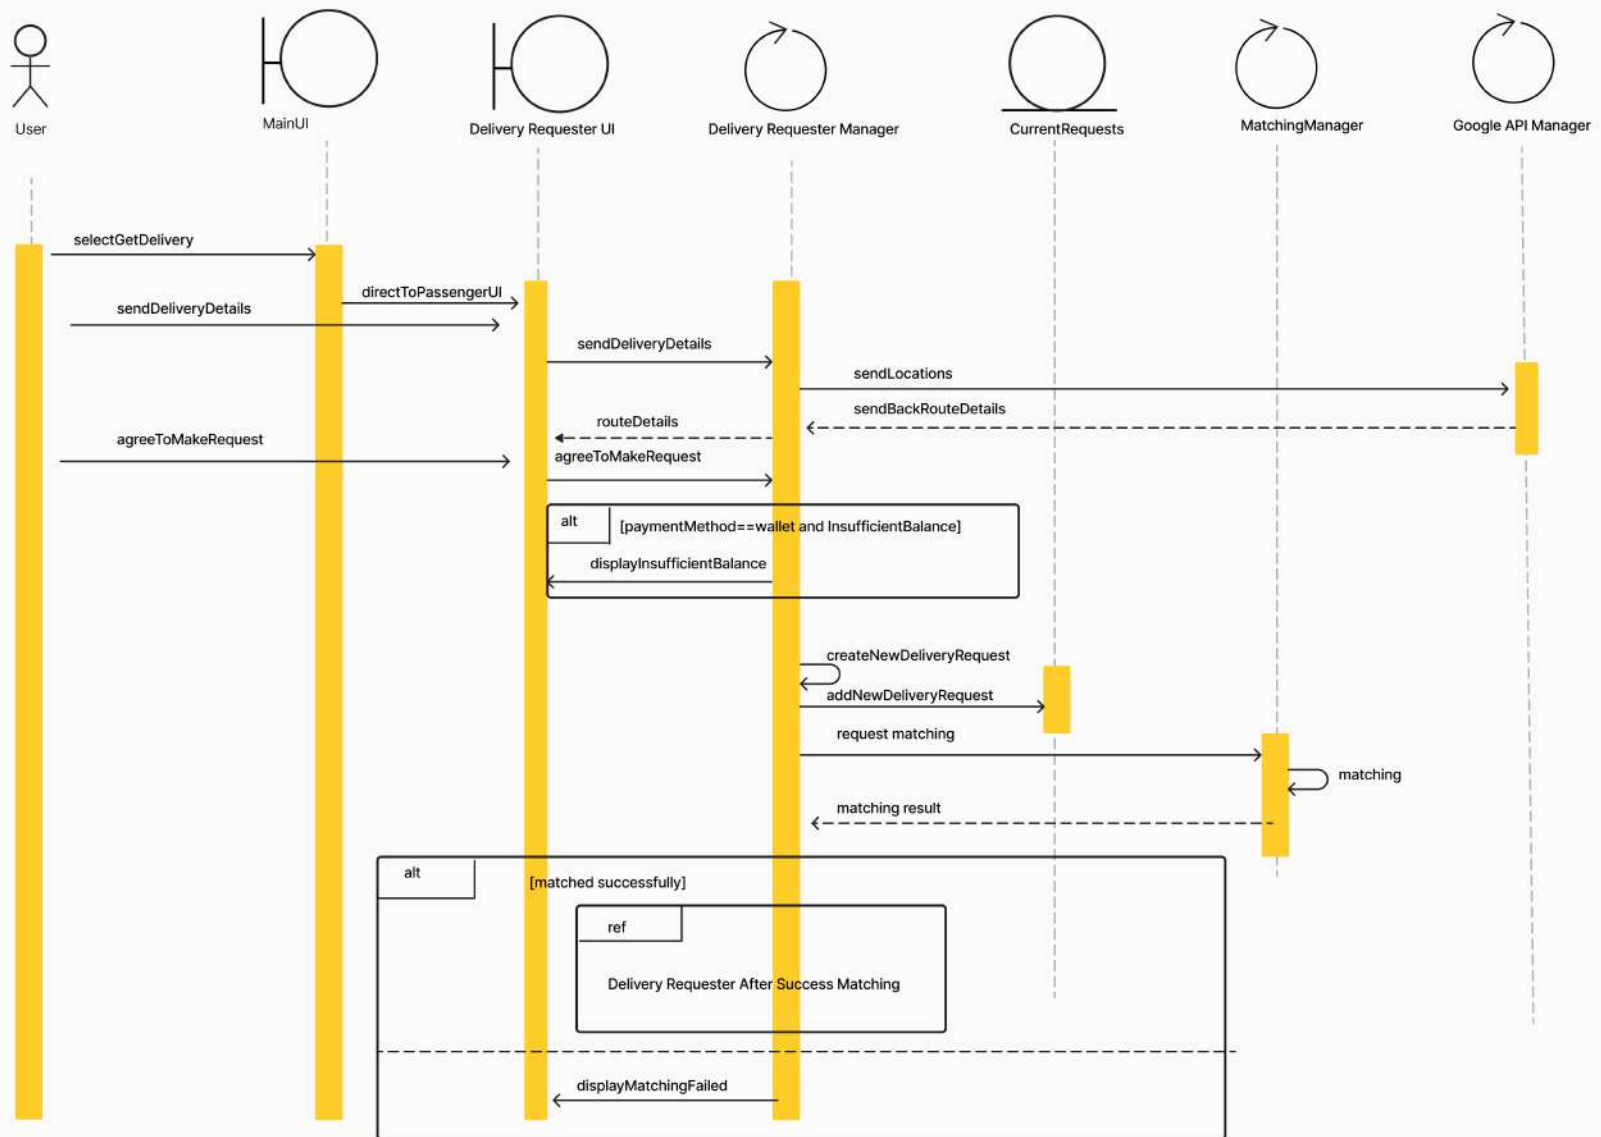 User
MainUI
Delivery Requester UI
Delivery Requester Manager
CurrentRequests
MatchingManager
Google API Manager
selectGetDelivery
directToPassengerUI
sendDeliveryDetails
sendDeliveryDetails
sendLocations
sendBackRouteDetails
routeDetails
agreeToMakeRequest
agreeToMakeRequest
alt
[paymentMethod==wallet and InsufficientBalance]
displayInsufficientBalance
createNewDeliveryRequest
addNewDeliveryRequest
request matching
matching
matching result
alt
[matched successfully]
ref
Delivery Requester After Success Matching
displayMatchingFailed